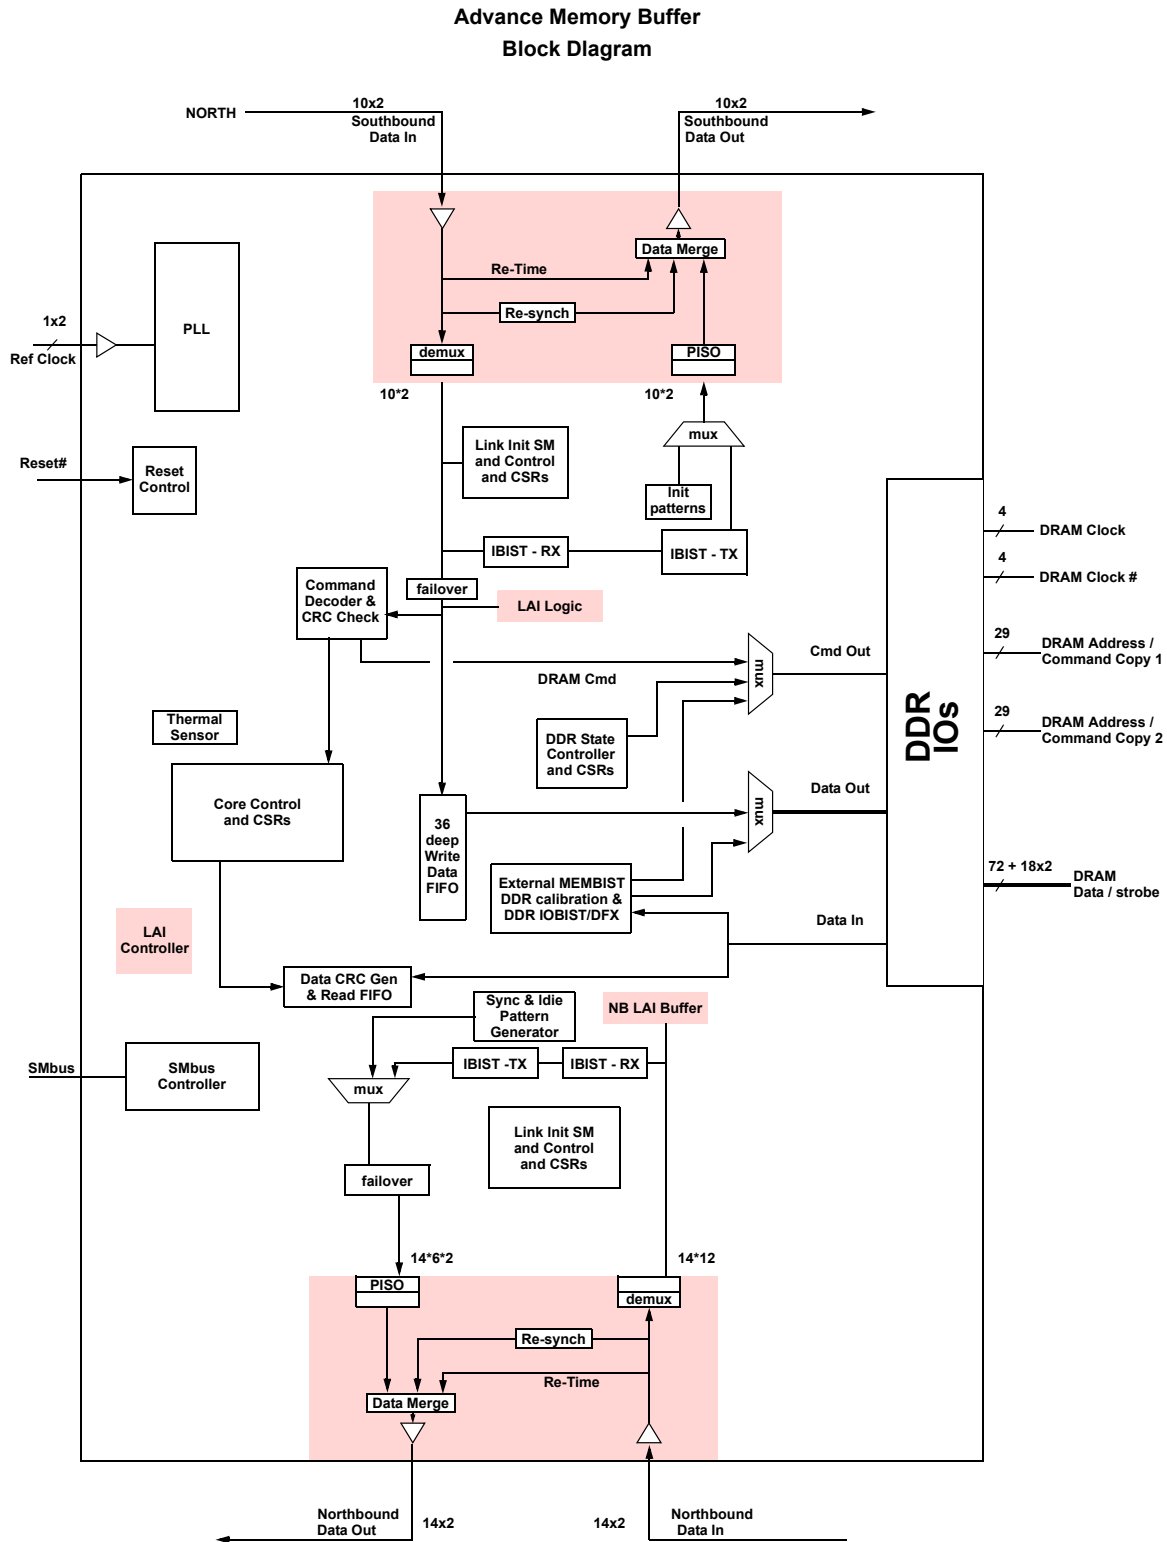 Advance Memory Buffer
Block DIagram
10x2
10x2
NORTH
Southbound
Data In
Southbound
Data Out
Data Merge
Re-Time
Re-synch
1x2
PLL
Ref Clock
demux
PISO
10*2
10*2
mux
Link Init SM
and Control
and CSRs
Reset#
Reset
Control
Init
patterns
4
DRAM Clock
IBIST - RX
IBIST - TX
4
DRAM Clock #
Command
Decoder &
CRC Check
failover
LAI Logic
29
DRAM Address /
Command Copy 1
Cmd Out
mux
DRAM Cmd
DDR
IOs
Thermal
Sensor
29
DRAM Address /
Command Copy 2
DDR State
Controller
and CSRs
Core Control
and CSRs
Data Out
mux
36
deep
Write
Data
FIFO
72 + 18x2
DRAM
Data / strobe
External MEMBIST
DDR calibration &
DDR IOBIST/DFX
Data In
LAI
Controller
Data CRC Gen
& Read FIFO
Sync & Idie
Pattern
Generator
NB LAI Buffer
SMbus
SMbus
Controller
IBIST -TX
IBIST - RX
mux
Link Init SM
and Control
and CSRs
failover
14*6*2
14*12
PISO
demux
Re-synch
Re-Time
Data Merge
Northbound
Data Out
14x2
14x2
Northbound
Data In